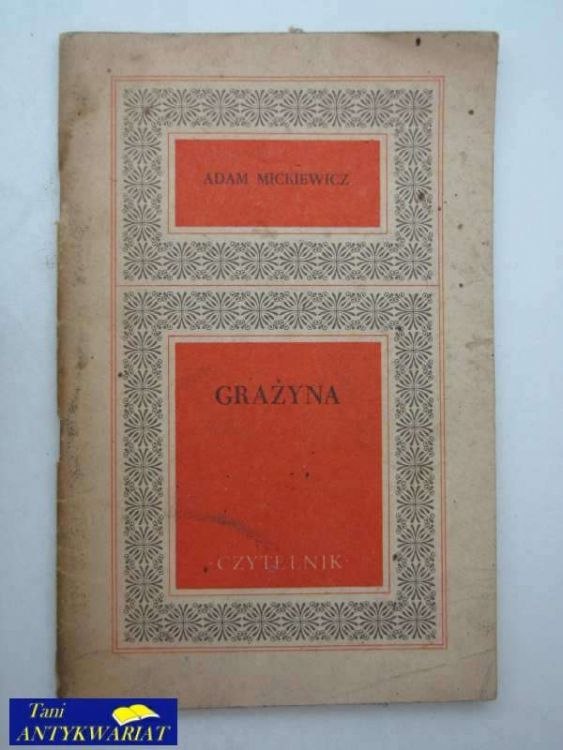 ADAM MICKIEWICZ
GRAŻYNA
·CZYTELNIK·
Tani
ANTYKWARIAT